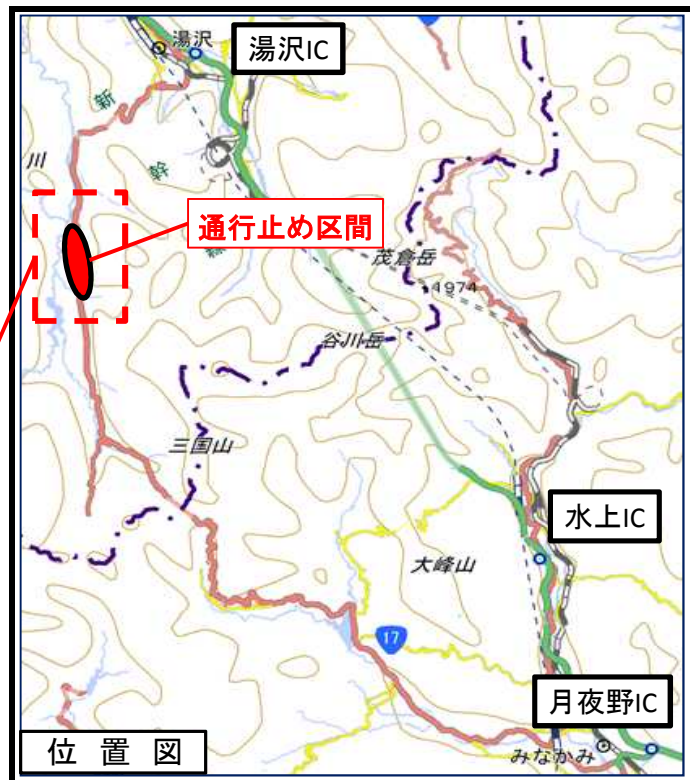 湯沢
湯沢IC
新
幹
線
川
通行止め区間
茂倉岳
1974
谷川岳
三国山
水上IC
大峰山
17
月夜野IC
みなかみ
位置図